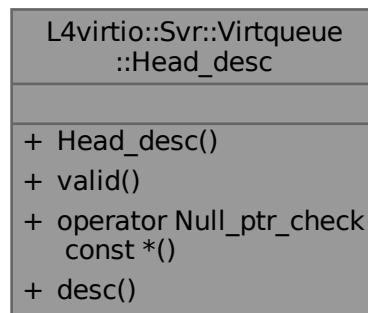 L4virtio::Svr::Virtqueue
::Head_desc
+ Head_desc()
+ valid()
+ operator Null_ptr_check
const *()
+ desc()